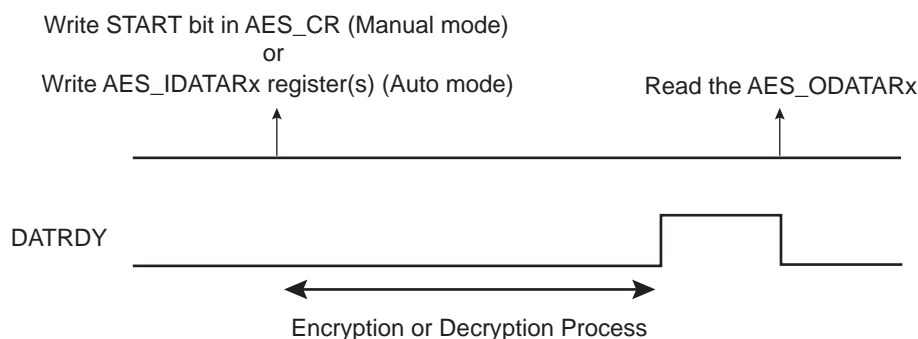 Write START bit in AES_CR (Manual mode)
or
Write AES_IDATARx register(s) (Auto mode)
Read the AES_ODATARx
DATRDY
Encryption or Decryption Process